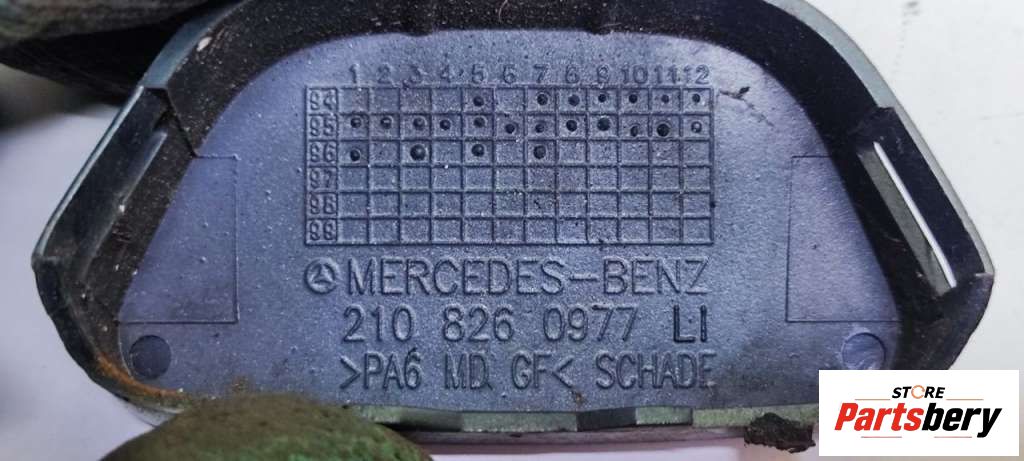 1 2 3 4 5 6 7 8 9 10 11 12
94
95
96
97
98
99
MERCEDES-BENZ
210 826 0977 LI
>PA6 MD GF< SCHADE
STORE
Partsbery